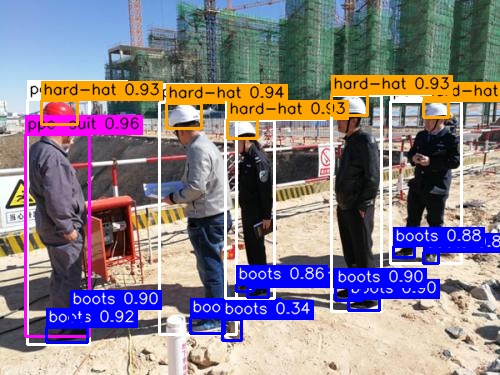 hard-hat 0.93
hard-hat 0.94
hard-hat 0.93
hard-hat 0.93
hard-hat
ppe-suit 0.96
boots 0.88
boots 0.86
boots 0.90
0.90
boots 0.90
boots 0.34
boots 0.92